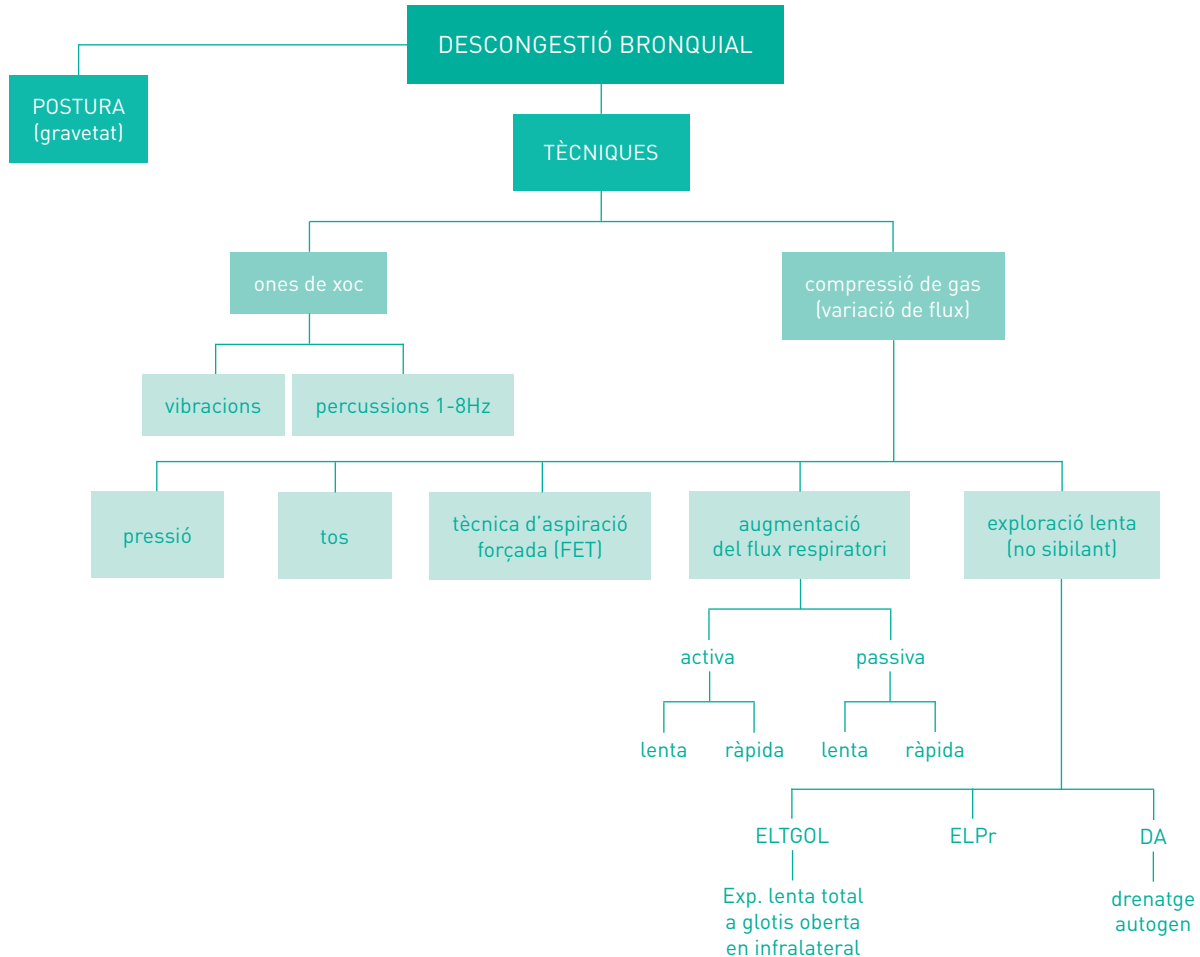 DESCONGESTIÓ BRONQUIAL
POSTURA
(gravetat)
TÈCNIQUES
ones de xoc
compressió de gas
(variació de flux)
vibracions
percussions 1-8Hz
pressió
tos
tècnica d'aspiració
forçada (FET)
augmentació
del flux respiratori
exploració lenta
(no sibilant)
activa
passiva
lenta
ràpida
lenta
ràpida
ELTGOL
ELPr
DA
Exp. lenta total
a glotis oberta
en infralateral
drenatge
autogen